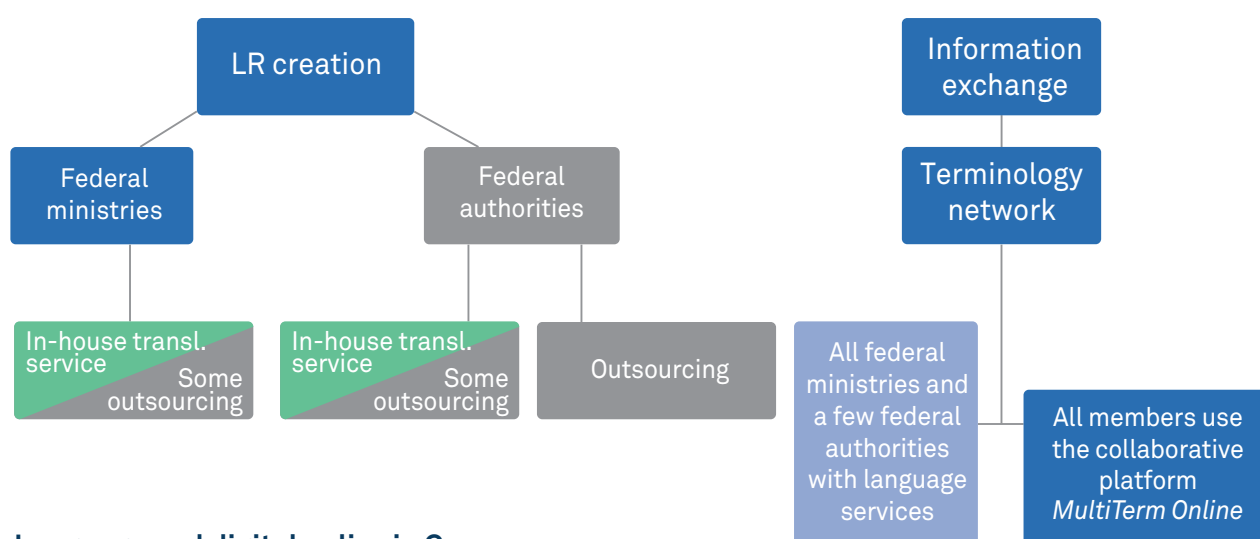 LR creation
Information
exchange
Federal
ministries
Federal
authorities
Terminology
network
In-house transl.
service
Some
outsourcing
In-house transl.
service
Some
outsourcing
Outsourcing
All federal
ministries and
a few federal
authorities
with language
services
All members use
the collaborative
platform
MultiTerm Online